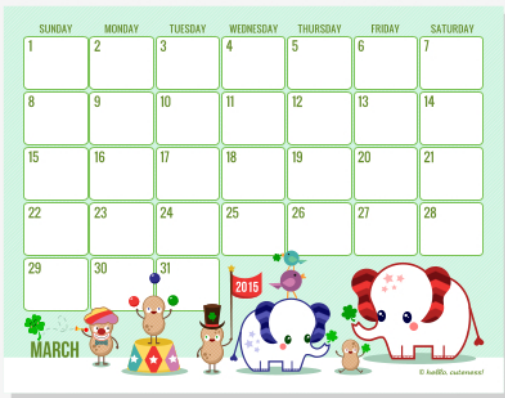 SUNDAY MONDAY TUESDAY WEDNESDAY THURSDAY FRIDAY SATURDAY
1 2 3 4 5 6 7
8 9 10 11 12 13 14
15 16 17 18 19 20 21
22 23 24 25 26 27 28
29 30 31
2015
MARCH
© hellllo, cuteness!